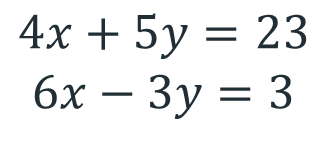 4x + 5y = 23
6x − 3y = 3